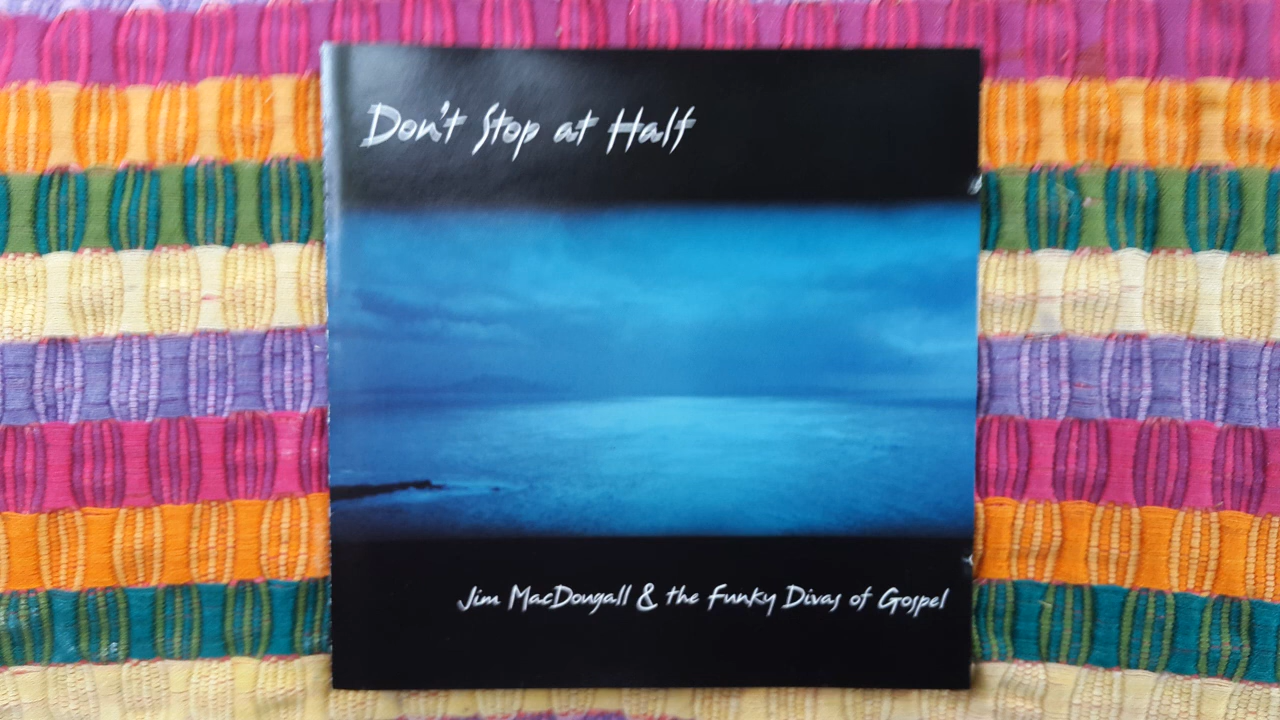 Don't Stop at Half
Jim MacDougall & the Funky Divas of Gospel